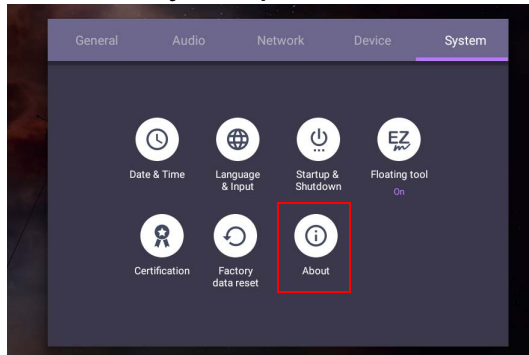 General Audio Network Device System
Date & Time Language Startup & Floating tool
& Input Shutdown On
Certification Factory About
data reset